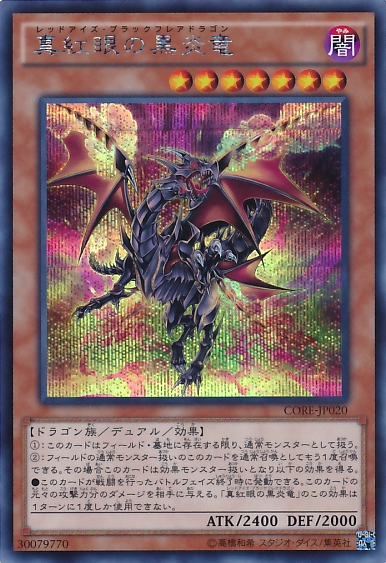 レッドアイズ・ブラックフレアドラゴン
真紅眼の黒炎竜
やみ
闇
CORE-JP020
【ドラゴン族／デュアル／効果】
①：このカードはフィールド・墓地に存在する限り、通常モンスターとして扱う。
②：フィールドの通常モンスター扱いのこのカードを通常召喚としてもう１度召喚
できる。その場合このカードは効果モンスター扱いとなり以下の効果を得る。
●このカードが戦闘を行ったバトルフェイズ終了時に発動できる。このカードの
元々の攻撃力分のダメージを相手に与える。「真紅眼の黒炎竜」のこの効果は
１ターンに１度しか使用できない。
ATK/2400 DEF/2000
30079770
©高橋和希 スタジオ・ダイス/集英社